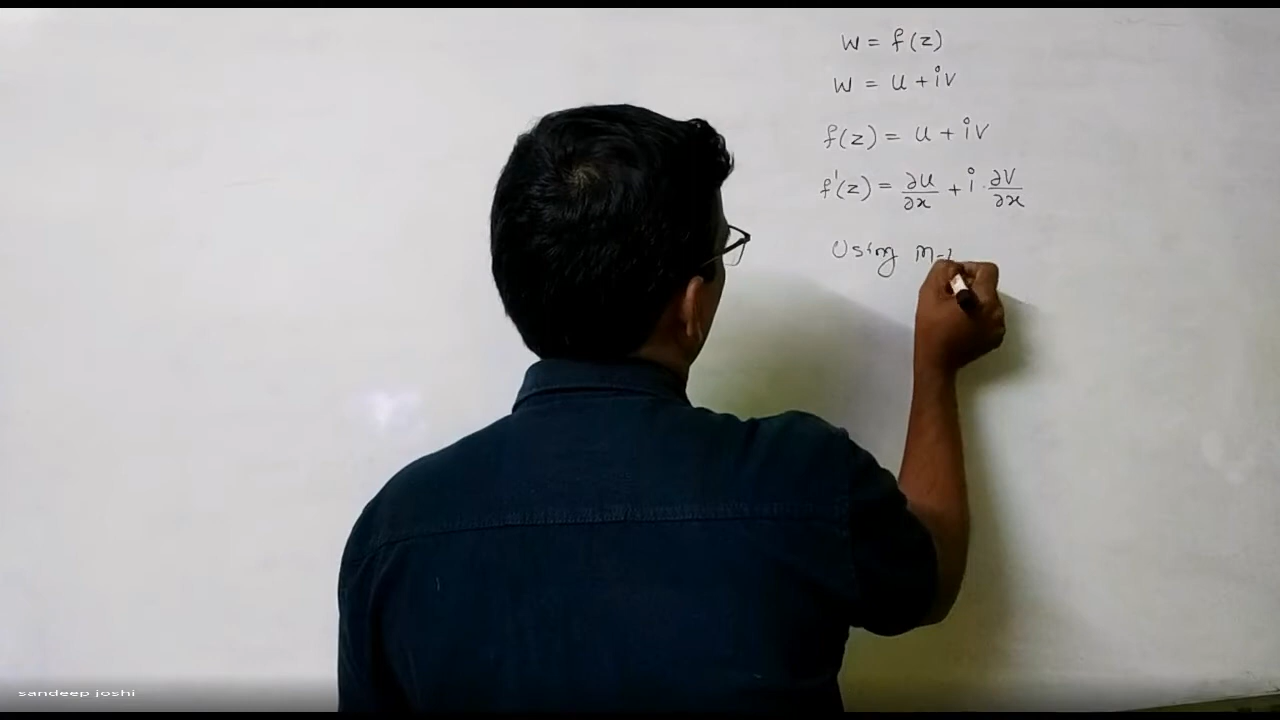 W = f(z)
W = u + iv
f(z) = u + iv
f'(z) = ∂u/∂x + i · ∂v/∂x
Using m-
sandeep joshi